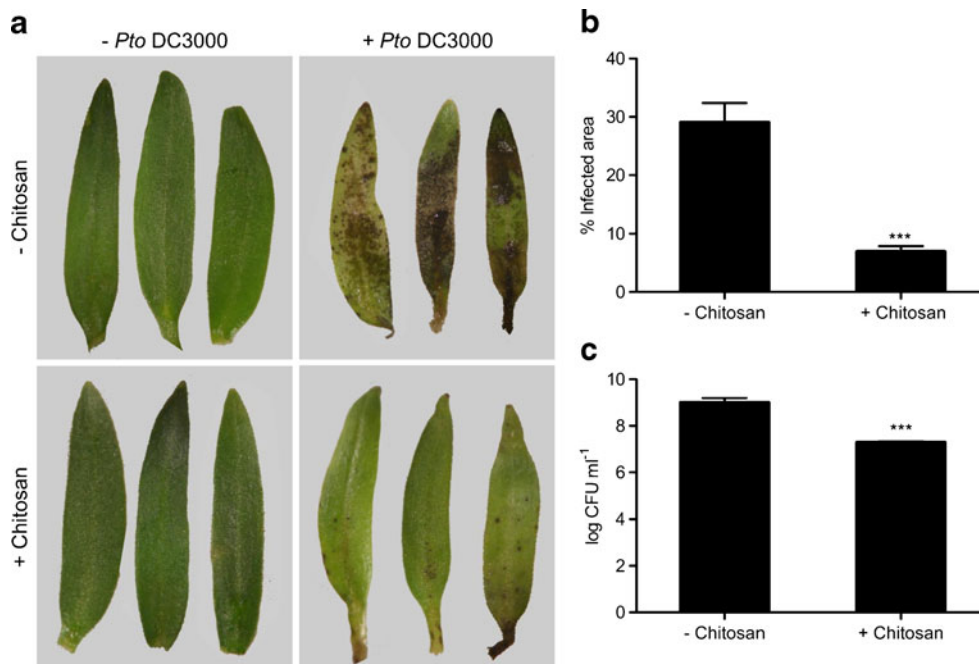 a
- Pto DC3000
+ Pto DC3000
- Chitosan
+ Chitosan
b
% Infected area
40
30
20
10
0
***
- Chitosan
+ Chitosan
c
log CFU ml⁻¹
10
8
6
4
2
0
***
- Chitosan
+ Chitosan